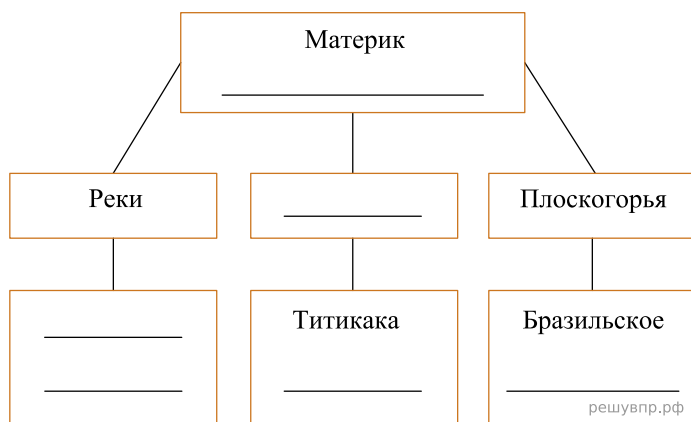 Материк
Реки
Плоскогорья
Титикака
Бразильское
решувпр.рф